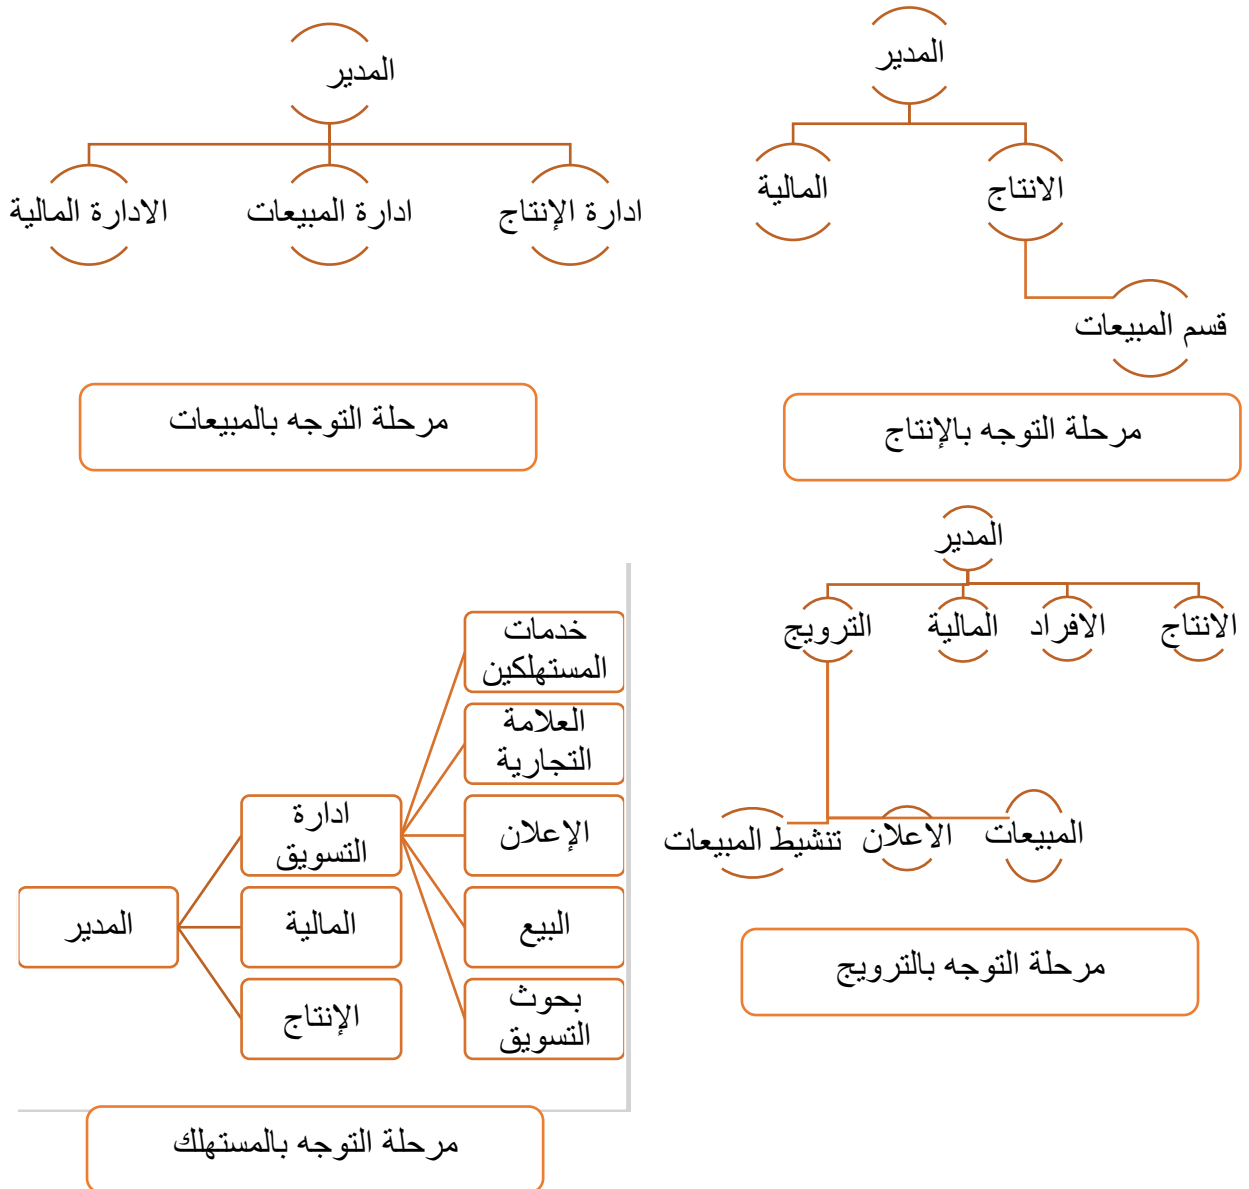 المدير
الانتاج
المالية
قسم المبيعات
مرحلة التوجه بالإنتاج
المدير
ادارة الإنتاج
ادارة المبيعات
الادارة المالية
مرحلة التوجه بالمبيعات
المدير
الانتاج
الافراد
المالية
الترويج
المبيعات
الاعلان
تنشيط المبيعات
مرحلة التوجه بالترويج
المدير
ادارة
التسويق
المالية
الإنتاج
خدمات
المستهلكين
العلامة
التجارية
الإعلان
البيع
بحوث
التسويق
مرحلة التوجه بالمستهلك